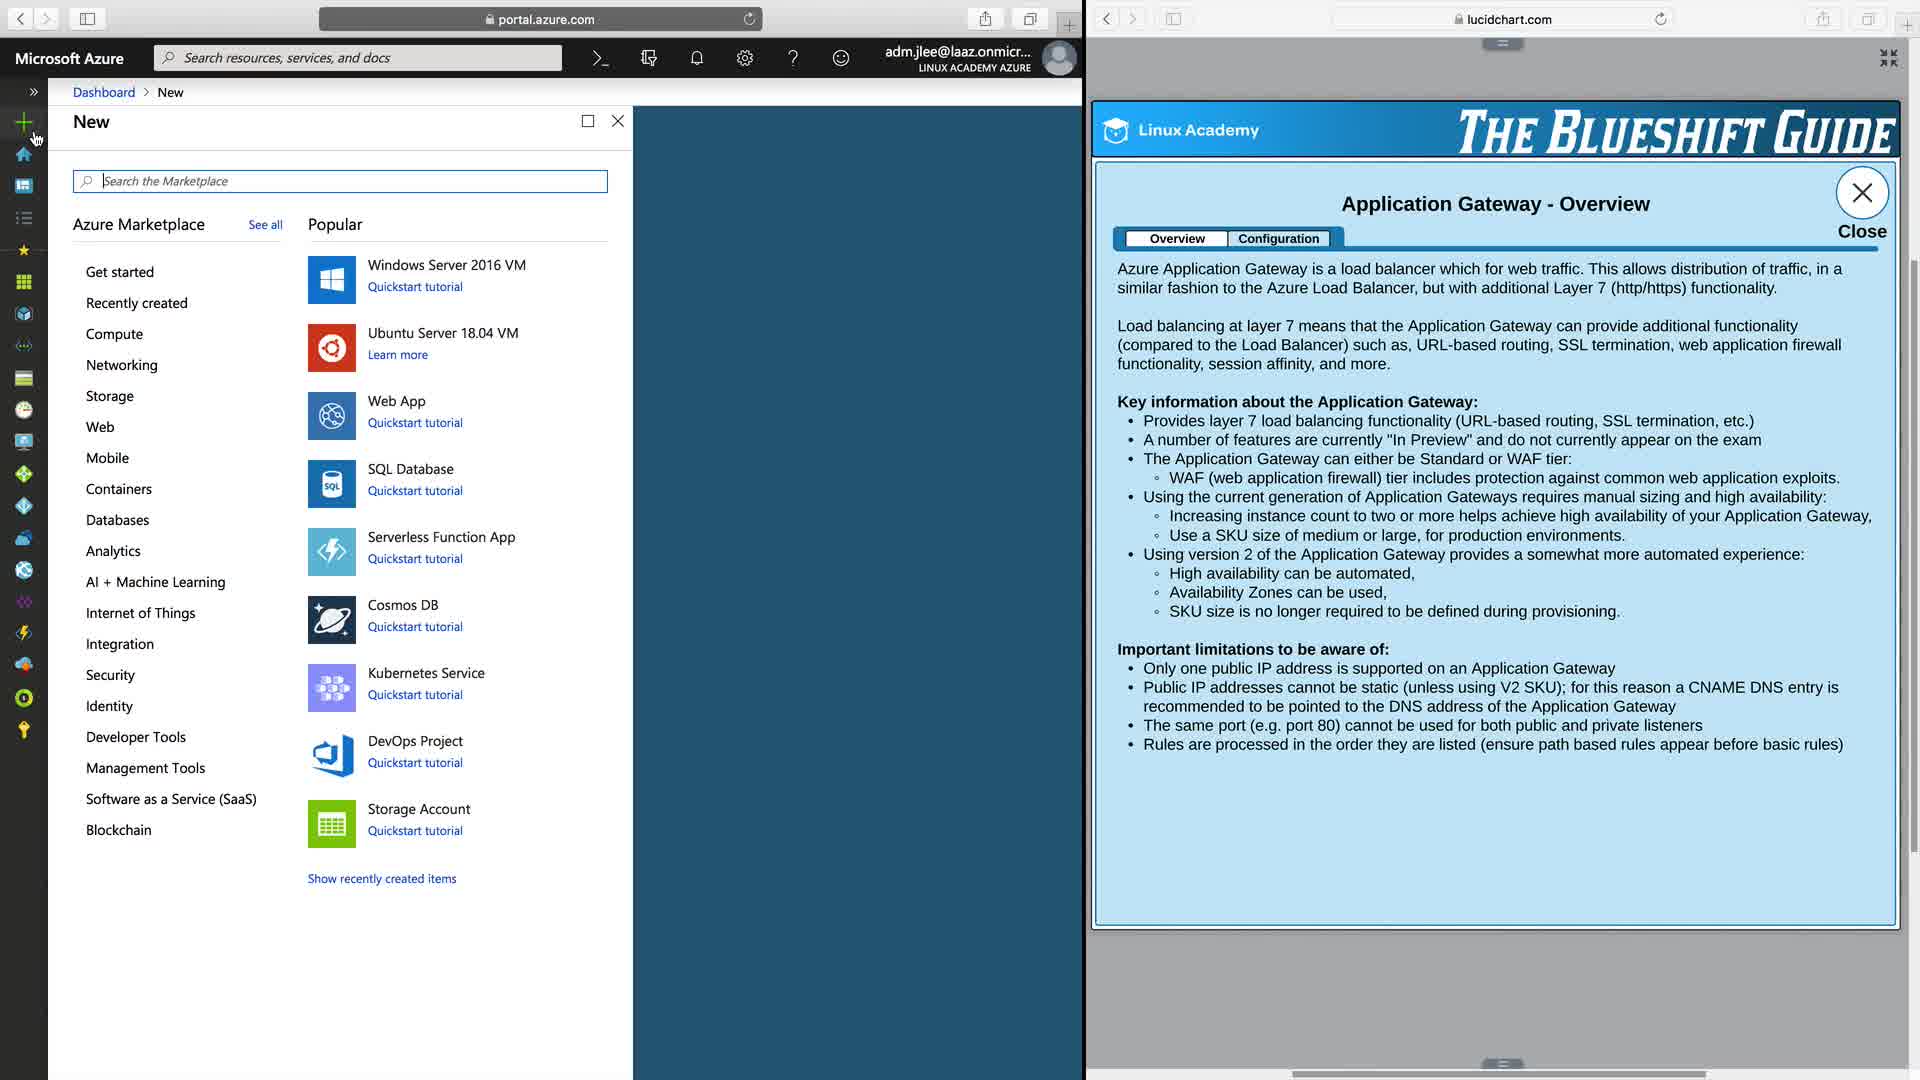 portal.azure.com
Microsoft Azure
Search resources, services, and docs
adm.jlee@laaz.onmicr...
LINUX ACADEMY AZURE
Dashboard > New
New
Search the Marketplace
Azure Marketplace
See all
Get started
Recently created
Compute
Networking
Storage
Web
Mobile
Containers
Databases
Analytics
AI + Machine Learning
Internet of Things
Integration
Security
Identity
Developer Tools
Management Tools
Software as a Service (SaaS)
Blockchain
Popular
Windows Server 2016 VM
Quickstart tutorial
Ubuntu Server 18.04 VM
Learn more
Web App
Quickstart tutorial
SQL
SQL Database
Quickstart tutorial
Serverless Function App
Quickstart tutorial
Cosmos DB
Quickstart tutorial
Kubernetes Service
Quickstart tutorial
DevOps Project
Quickstart tutorial
Storage Account
Quickstart tutorial
Show recently created items
lucidchart.com
Linux Academy
THE BLUESHIFT GUIDE
Application Gateway - Overview
Close
Overview
Configuration
Azure Application Gateway is a load balancer which for web traffic. This allows distribution of traffic, in a
similar fashion to the Azure Load Balancer, but with additional Layer 7 (http/https) functionality.
Load balancing at layer 7 means that the Application Gateway can provide additional functionality
(compared to the Load Balancer) such as, URL-based routing, SSL termination, web application firewall
functionality, session affinity, and more.
Key information about the Application Gateway:
• Provides layer 7 load balancing functionality (URL-based routing, SSL termination, etc.)
• A number of features are currently "In Preview" and do not currently appear on the exam
• The Application Gateway can either be Standard or WAF tier:
◦ WAF (web application firewall) tier includes protection against common web application exploits.
• Using the current generation of Application Gateways requires manual sizing and high availability:
◦ Increasing instance count to two or more helps achieve high availability of your Application Gateway,
◦ Use a SKU size of medium or large, for production environments.
• Using version 2 of the Application Gateway provides a somewhat more automated experience:
◦ High availability can be automated,
◦ Availability Zones can be used,
◦ SKU size is no longer required to be defined during provisioning.
Important limitations to be aware of:
• Only one public IP address is supported on an Application Gateway
• Public IP addresses cannot be static (unless using V2 SKU); for this reason a CNAME DNS entry is
recommended to be pointed to the DNS address of the Application Gateway
• The same port (e.g. port 80) cannot be used for both public and private listeners
• Rules are processed in the order they are listed (ensure path based rules appear before basic rules)